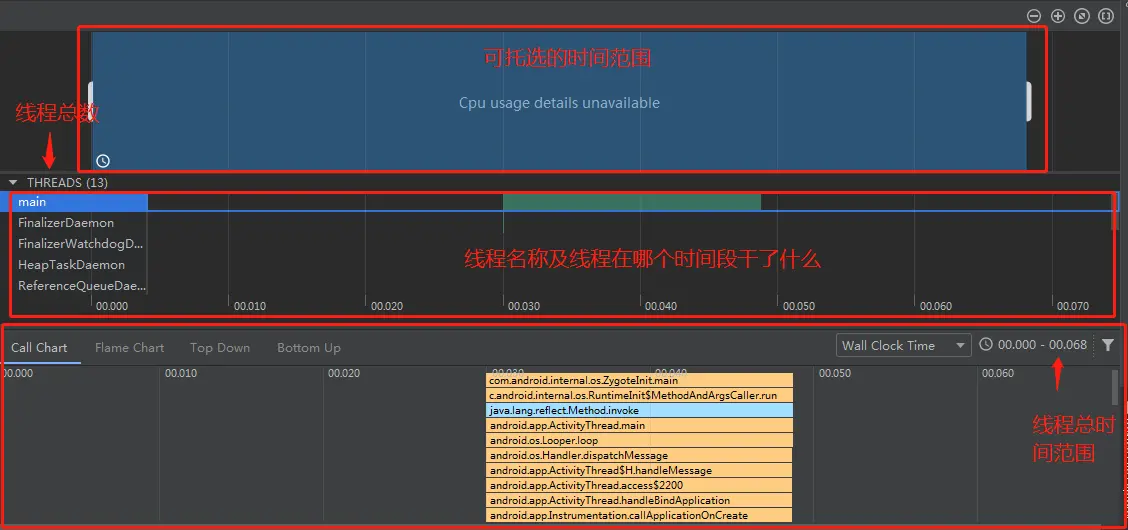 可托选的时间范围
Cpu usage details unavailable
线程总数
THREADS (13)
main
FinalizerDaemon
FinalizerWatchdogD...
HeapTaskDaemon
ReferenceQueueDae...
线程名称及线程在哪个时间段干了什么
00.000 00.010 00.020 00.030 00.040 00.050 00.060 00.070
Call Chart Flame Chart Top Down Bottom Up Wall Clock Time 00.000 - 00.068
00.000 00.010 00.020 00.030 00.050 00.060
com.android.internal.os.ZygoteInit.main
c.android.internal.os.RuntimeInit$MethodAndArgsCaller.run
java.lang.reflect.Method.invoke
android.app.ActivityThread.main
android.os.Looper.loop
android.os.Handler.dispatchMessage
android.app.ActivityThread$H.handleMessage
android.app.ActivityThread.access$2200
android.app.ActivityThread.handleBindApplication
android.app.Instrumentation.callApplicationOnCreate
线程总时
间范围